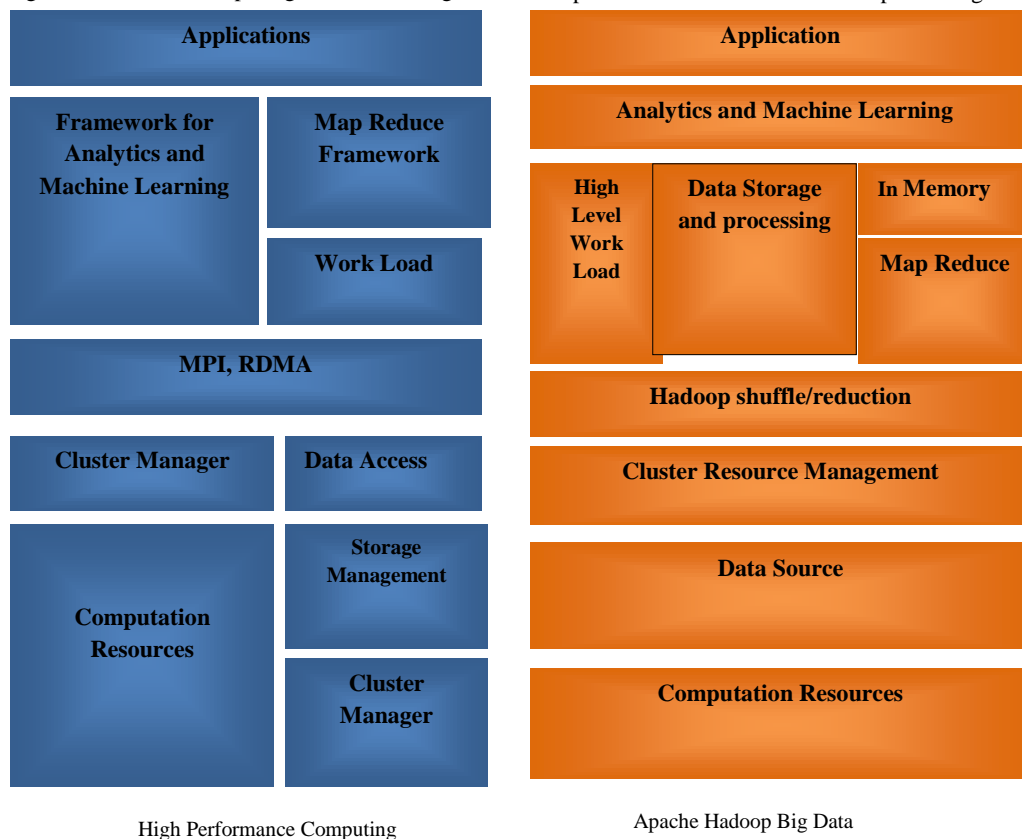 Applications
Framework for
Analytics and
Machine Learning
Map Reduce
Framework
Work Load
MPI, RDMA
Cluster Manager
Data Access
Computation
Resources
Storage
Management
Cluster
Manager
High Performance Computing
Application
Analytics and Machine Learning
High
Level
Work
Load
Data Storage
and processing
In Memory
Map Reduce
Hadoop shuffle/reduction
Cluster Resource Management
Data Source
Computation Resources
Apache Hadoop Big Data